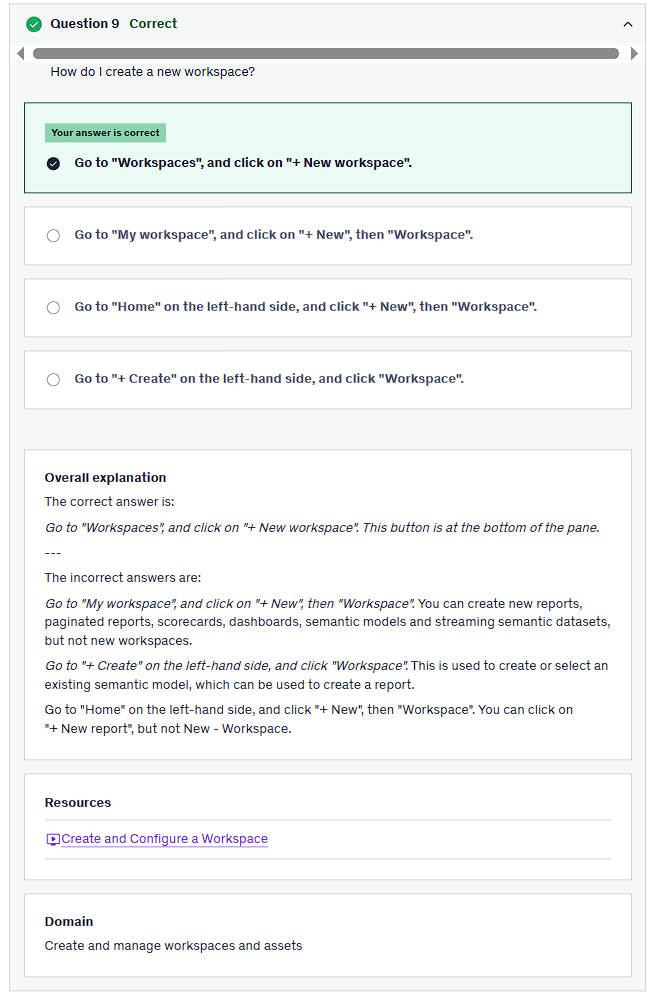 Question 9 Correct
How do I create a new workspace?
Your answer is correct
Go to "Workspaces", and click on "+ New workspace".
Go to "My workspace", and click on "+ New", then "Workspace".
Go to "Home" on the left-hand side, and click "+ New", then "Workspace".
Go to "+ Create" on the left-hand side, and click "Workspace".
Overall explanation
The correct answer is:
Go to "Workspaces", and click on "+ New workspace". This button is at the bottom of the pane.
---
The incorrect answers are:
Go to "My workspace", and click on "+ New", then "Workspace". You can create new reports,
paginated reports, scorecards, dashboards, semantic models and streaming semantic datasets,
but not new workspaces.
Go to "+ Create" on the left-hand side, and click "Workspace". This is used to create or select an
existing semantic model, which can be used to create a report.
Go to "Home" on the left-hand side, and click "+ New", then "Workspace". You can click on
"+ New report", but not New - Workspace.
Resources
Create and Configure a Workspace
Domain
Create and manage workspaces and assets